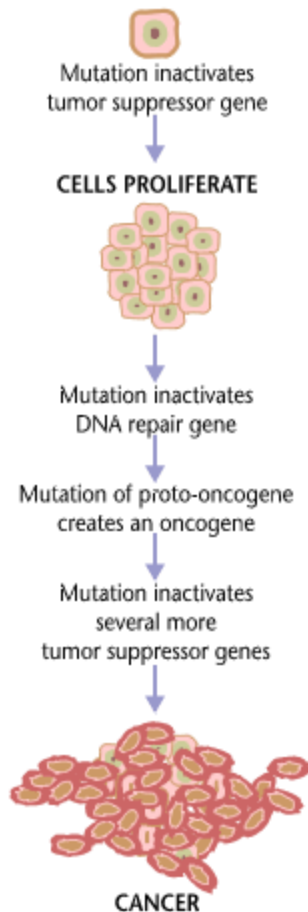 Mutation inactivates
tumor suppressor gene
CELLS PROLIFERATE
Mutation inactivates
DNA repair gene
Mutation of proto-oncogene
creates an oncogene
Mutation inactivates
several more
tumor suppressor genes
CANCER